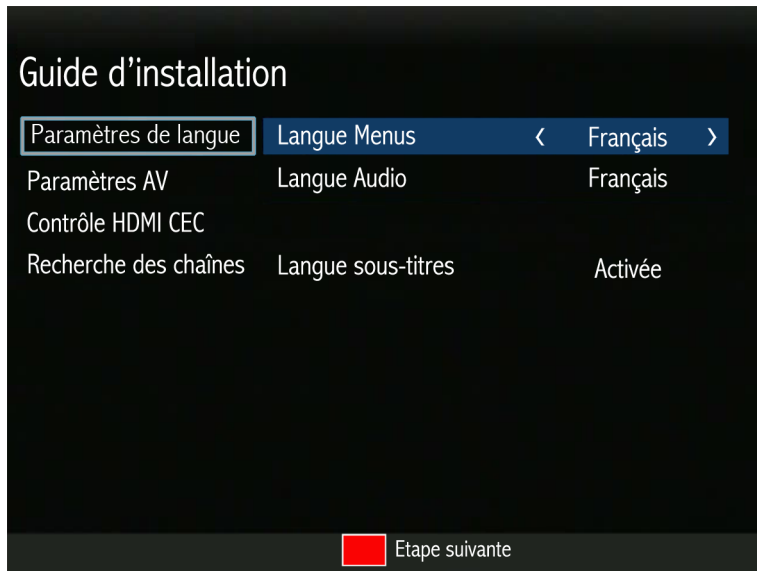 Guide d'installation
Paramètres de langue Langue Menus < Français >
Paramètres AV Langue Audio Français
Contrôle HDMI CEC
Recherche des chaînes Langue sous-titres Activée
Etape suivante